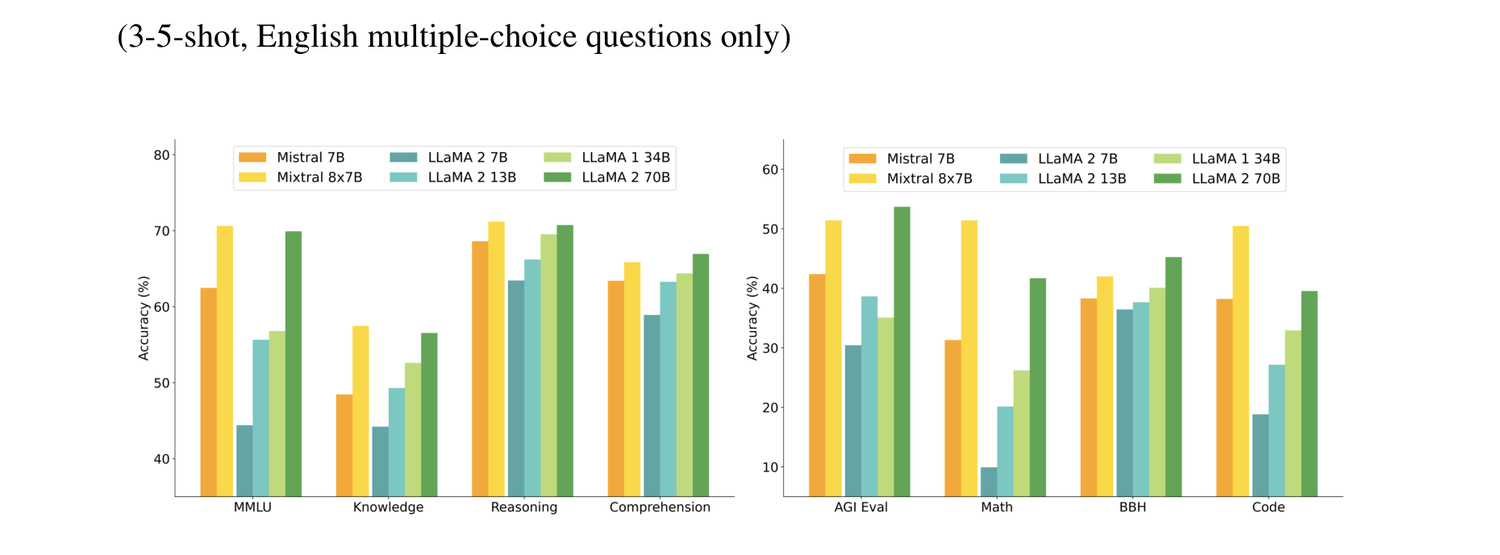 (3-5-shot, English multiple-choice questions only)
80
70
60
50
40
Accuracy (%)
Mistral 7B
Mixtral 8x7B
LLaMA 2 7B
LLaMA 2 13B
LLaMA 1 34B
LLaMA 2 70B
MMLU
Knowledge
Reasoning
Comprehension
60
50
40
30
20
10
Accuracy (%)
Mistral 7B
Mixtral 8x7B
LLaMA 2 7B
LLaMA 2 13B
LLaMA 1 34B
LLaMA 2 70B
AGI Eval
Math
BBH
Code